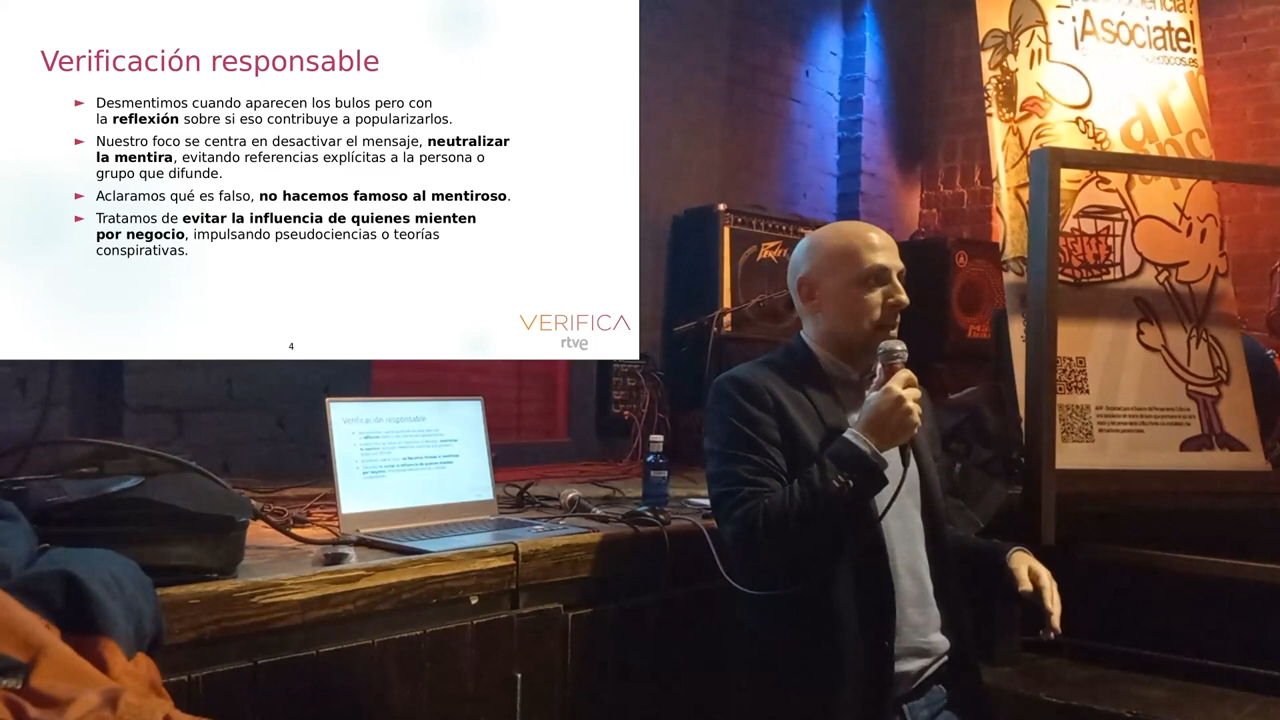 Verificación responsable
► Desmentimos cuando aparecen los bulos pero con
la reflexión sobre si eso contribuye a popularizarlos.
► Nuestro foco se centra en desactivar el mensaje, neutralizar
la mentira, evitando referencias explícitas a la persona o
grupo que difunde.
► Aclaramos qué es falso, no hacemos famoso al mentiroso.
► Tratamos de evitar la influencia de quienes mienten
por negocio, impulsando pseudociencias o teorías
conspirativas.
VERIFICA
rtve
4
¡Asóciate!
PEAVEY
Verificación responsable